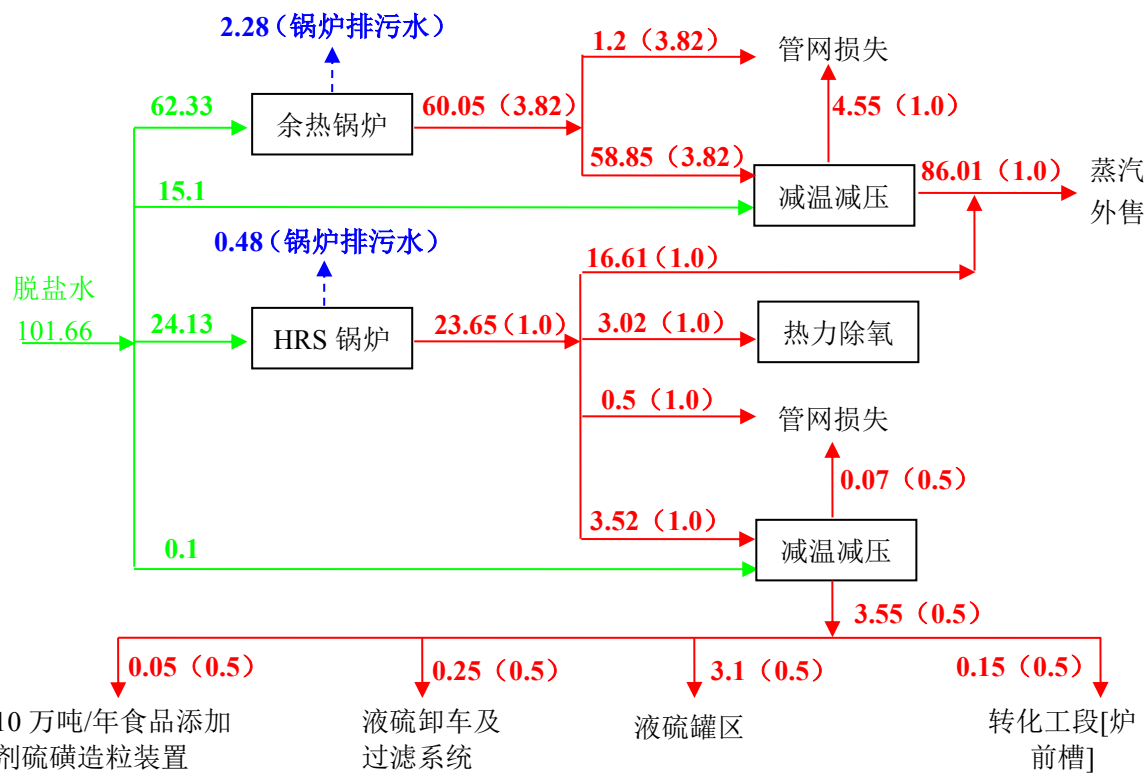 2.28（锅炉排污水）
1.2（3.82）
管网损失
62.33
余热锅炉
60.05（3.82）
4.55（1.0）
58.85（3.82）
减温减压
86.01（1.0）
蒸汽
外售
15.1
0.48（锅炉排污水）
16.61（1.0）
脱盐水
101.66
24.13
HRS 锅炉
23.65（1.0）
3.02（1.0）
热力除氧
0.5（1.0）
管网损失
0.07（0.5）
3.52（1.0）
减温减压
0.1
3.55（0.5）
0.05（0.5）
0.25（0.5）
3.1（0.5）
0.15（0.5）
10 万吨/年食品添加
剂硫磺造粒装置
液硫卸车及
过滤系统
液硫罐区
转化工段[炉
前槽]